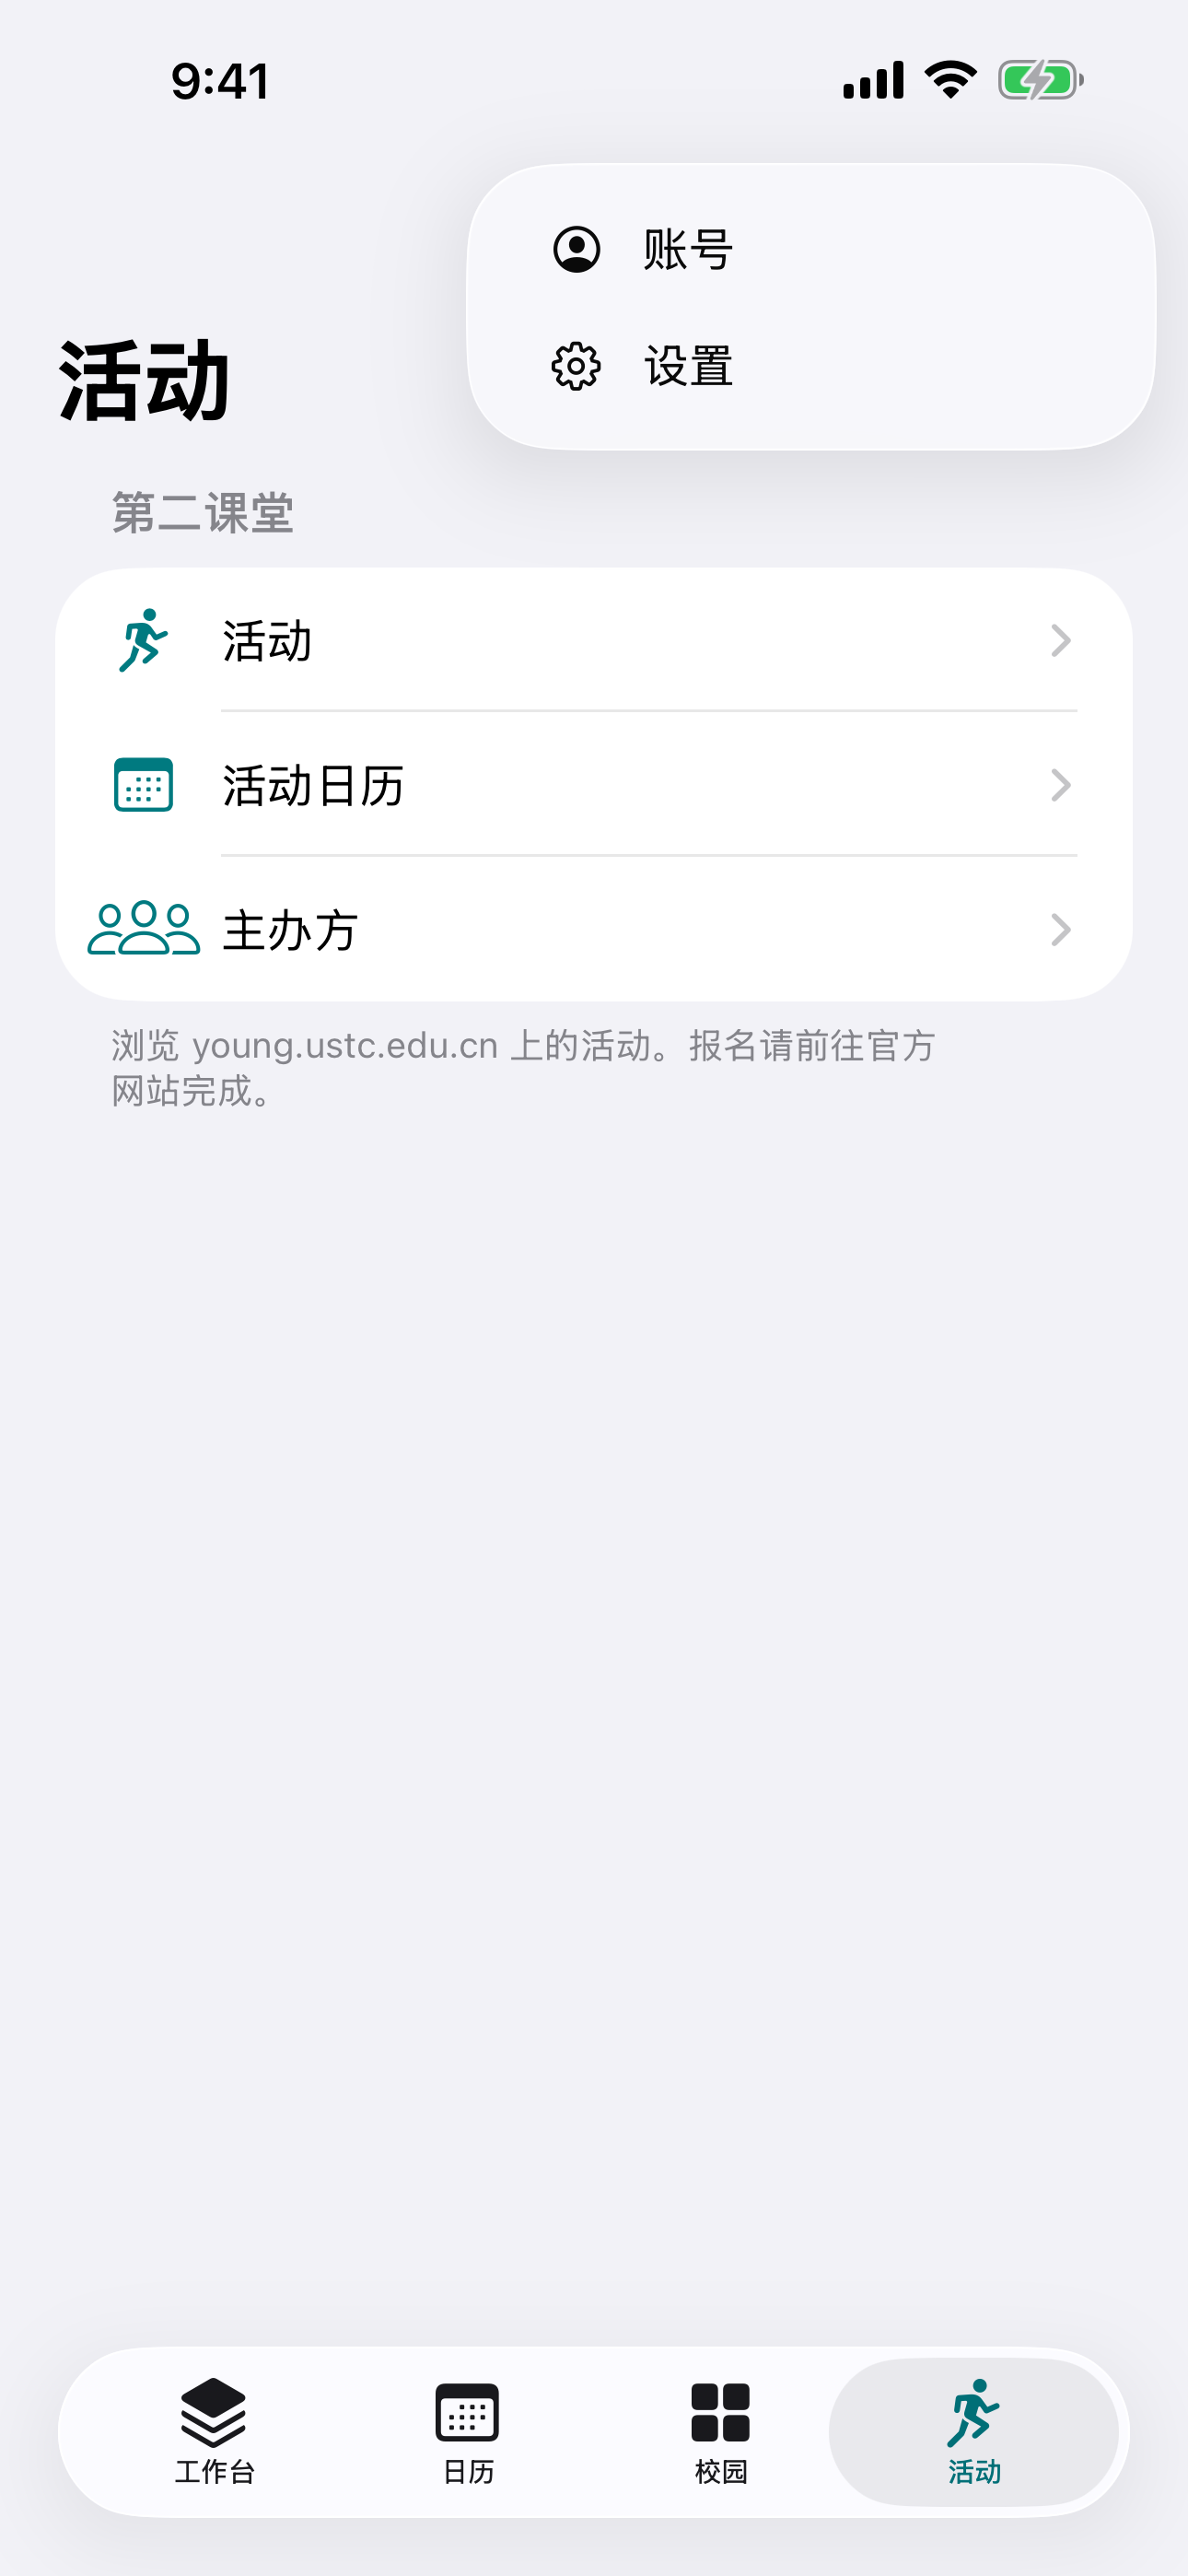 9:41
账号
设置
活动
第二课堂
活动
活动日历
主办方
浏览 young.ustc.edu.cn 上的活动。报名请前往官方
网站完成。
工作台
日历
校园
活动